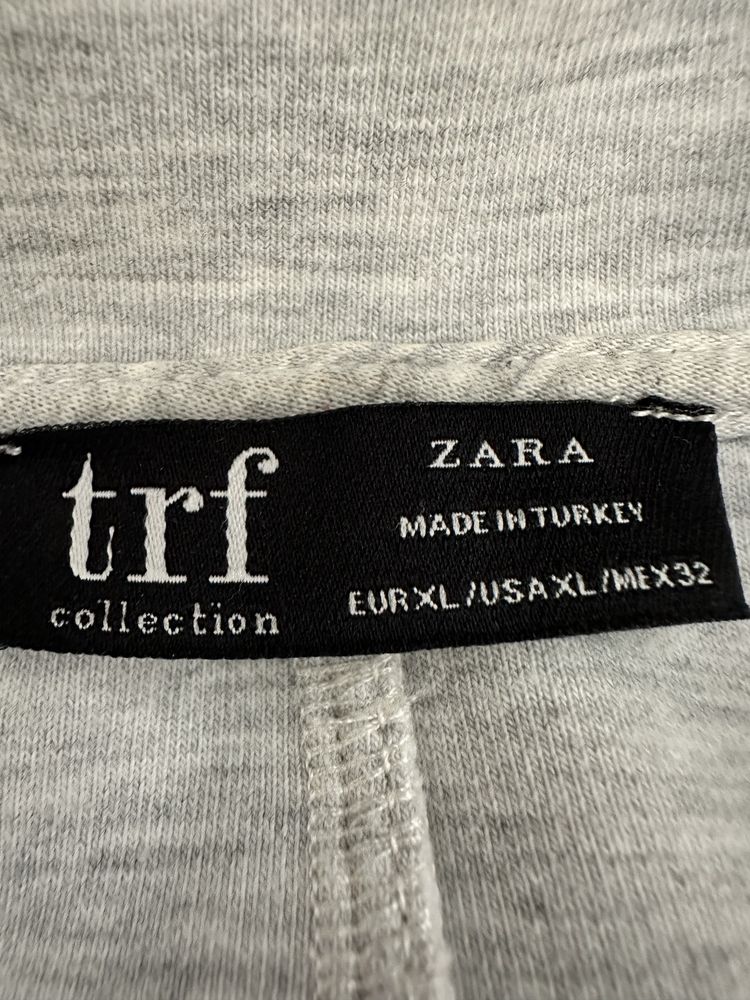 trf
collection
ZARA
MADE IN TURKEY
EUR XL / USA XL / MEX 32